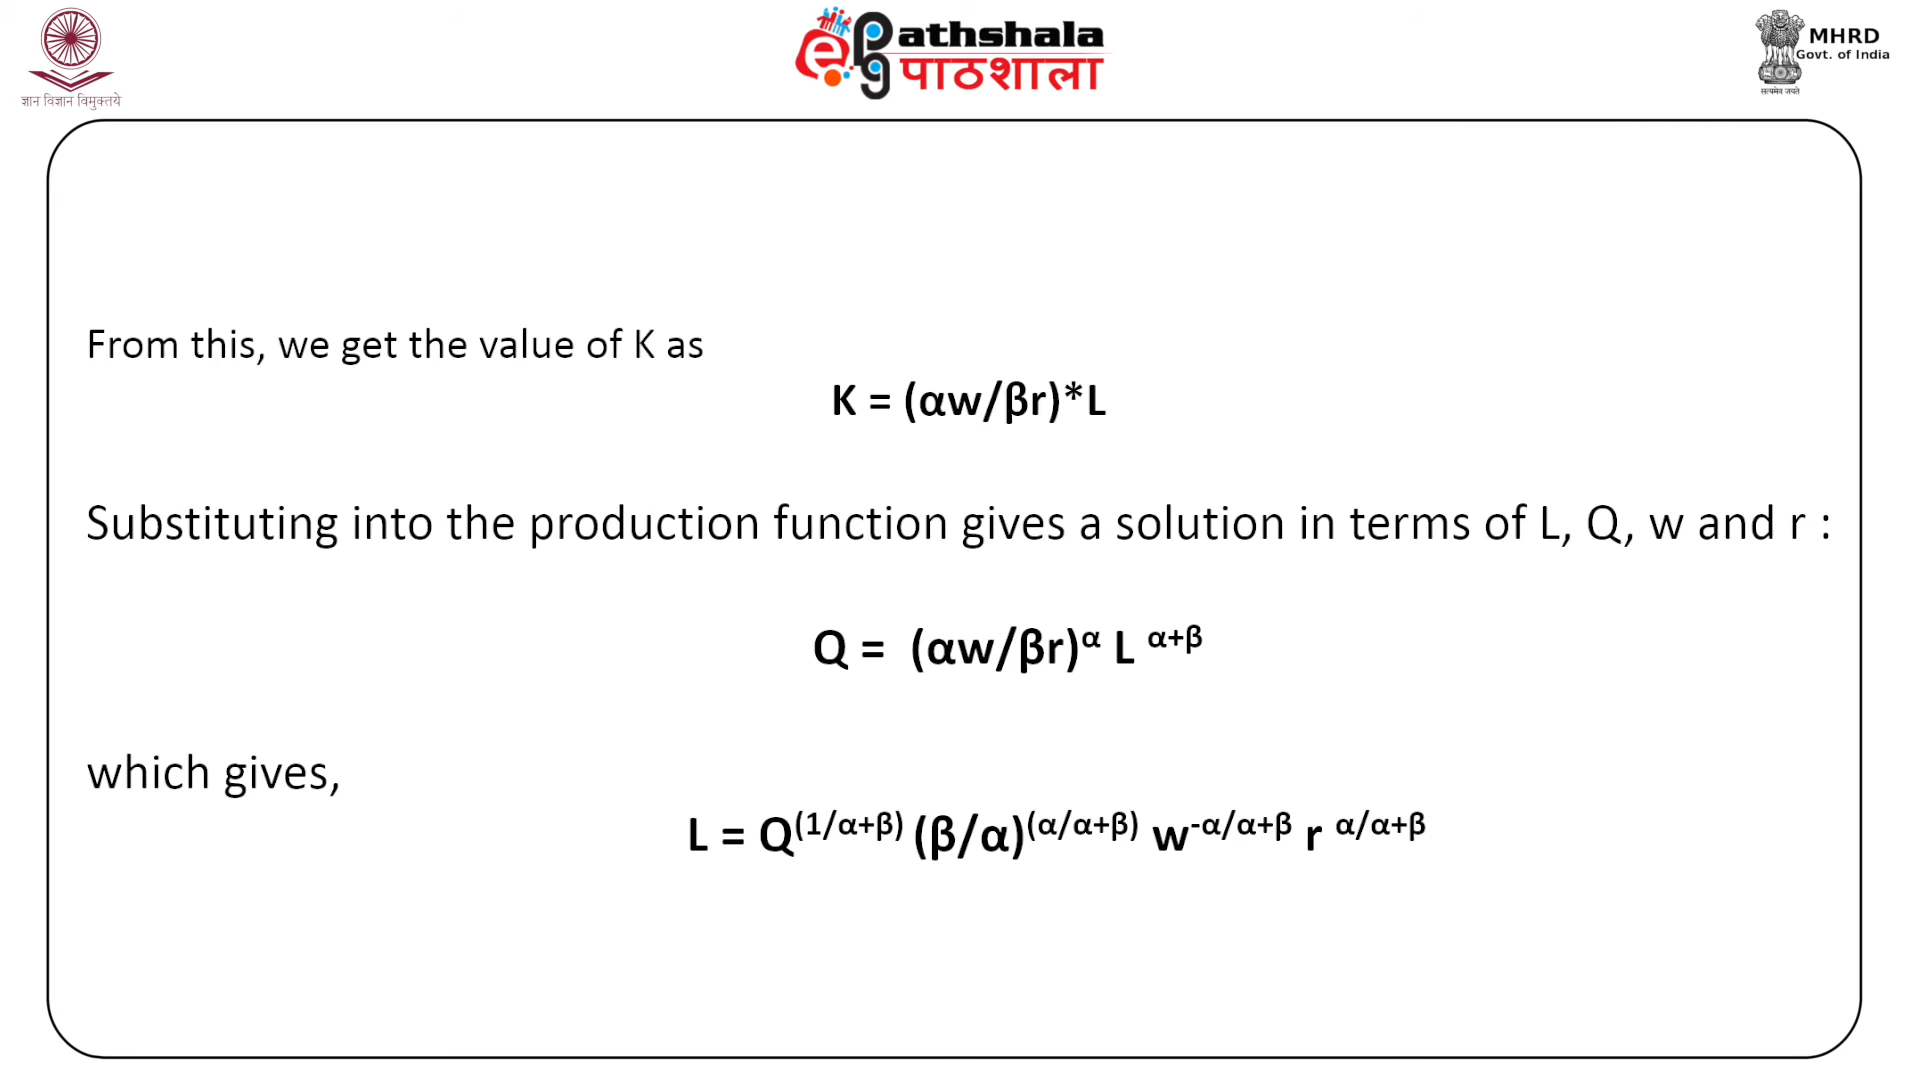 ज्ञान विज्ञान विमुक्तये
ePathshala
पाठशाला
MHRD
Govt. of India
सत्यमेव जयते
From this, we get the value of K as
K = (αw/βr)*L
Substituting into the production function gives a solution in terms of L, Q, w and r :
Q = (αw/βr)^α L ^α+β
which gives,
L = Q^(1/α+β) (β/α)^(α/α+β) w^-α/α+β r ^α/α+β